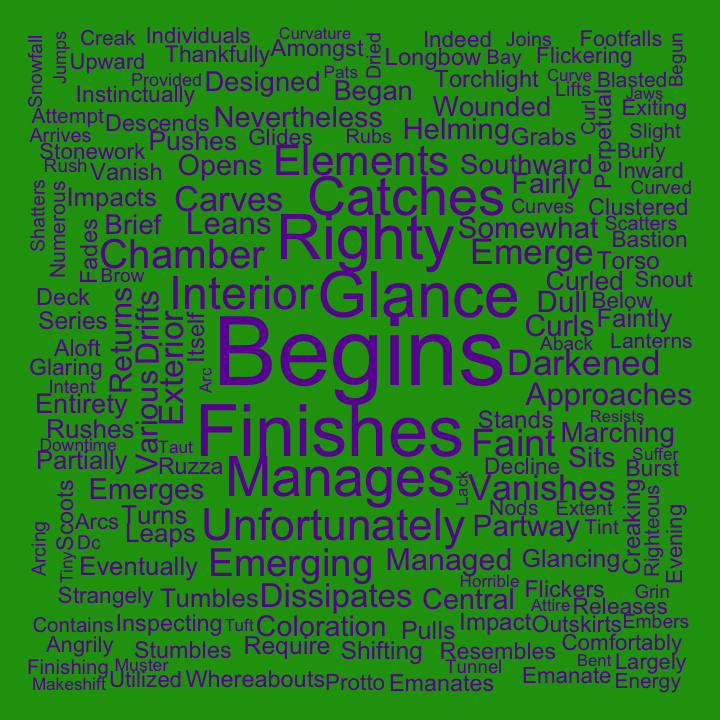 Snowfall
Jumps
Creak
Individuals
Curvature
Indeed
Joins
Footfalls
Begun
Upward
Thankfully
Amongst
Dried
Longbow
Bay
Flickering
Provided
Pats
Curve
Blasted
Instinctually
Designed
Began
Torchlight
Lifts
Jaws
Attempt
Descends
Nevertheless
Wounded
Curl
Perpetual
Exiting
Arrives
Pushes
Glides
Rubs
Helming
Grabs
Slight
Stonework
Burly
Rush
Vanish
Opens
Elements
Southward
Fairly
Inward
Shatters
Numerous
Impacts
Carves
Catches
Curves
Curved
Clustered
Brief
Leans
Righty
Somewhat
Scatters
Fades
Chamber
Emerge
Bastion
Torso
Brow
Interior
Glance
Curled
Snout
Deck
Returns
Drifts
Exterior
Itself
Dull
Below
Series
Begins
Curls
Faintly
Aloft
Aback
Lanterns
Glaring
Arc
Darkened
Intent
Various
Approaches
Entirety
Finishes
Stands
Resists
Rushes
Faint
Marching
Downtime
Taut
Partially
Ruzza
Manages
Decline
Sits
Suffer
Burst
Emerges
Lack
Vanishes
Scoots
Arcs
Turns
Unfortunately
Nods
Extent
Creaking
Righteous
Evening
Partway
Tint
Arcing
Tiny
Dc
Leaps
Eventually
Emerging
Managed
Glancing
Horrible
Strangely
Tumbles
Dissipates
Central
Flickers
Grin
Attire
Releases
Contains
Inspecting
Tuft
Coloration
Pulls
Impact
Outskirts
Embers
Angrily
Stumbles
Require
Shifting
Resembles
Comfortably
Finishing
Muster
Tunnel
Bent
Largely
Makeshift
Utilized
Whereabouts
Protto
Emanates
Emanate
Energy